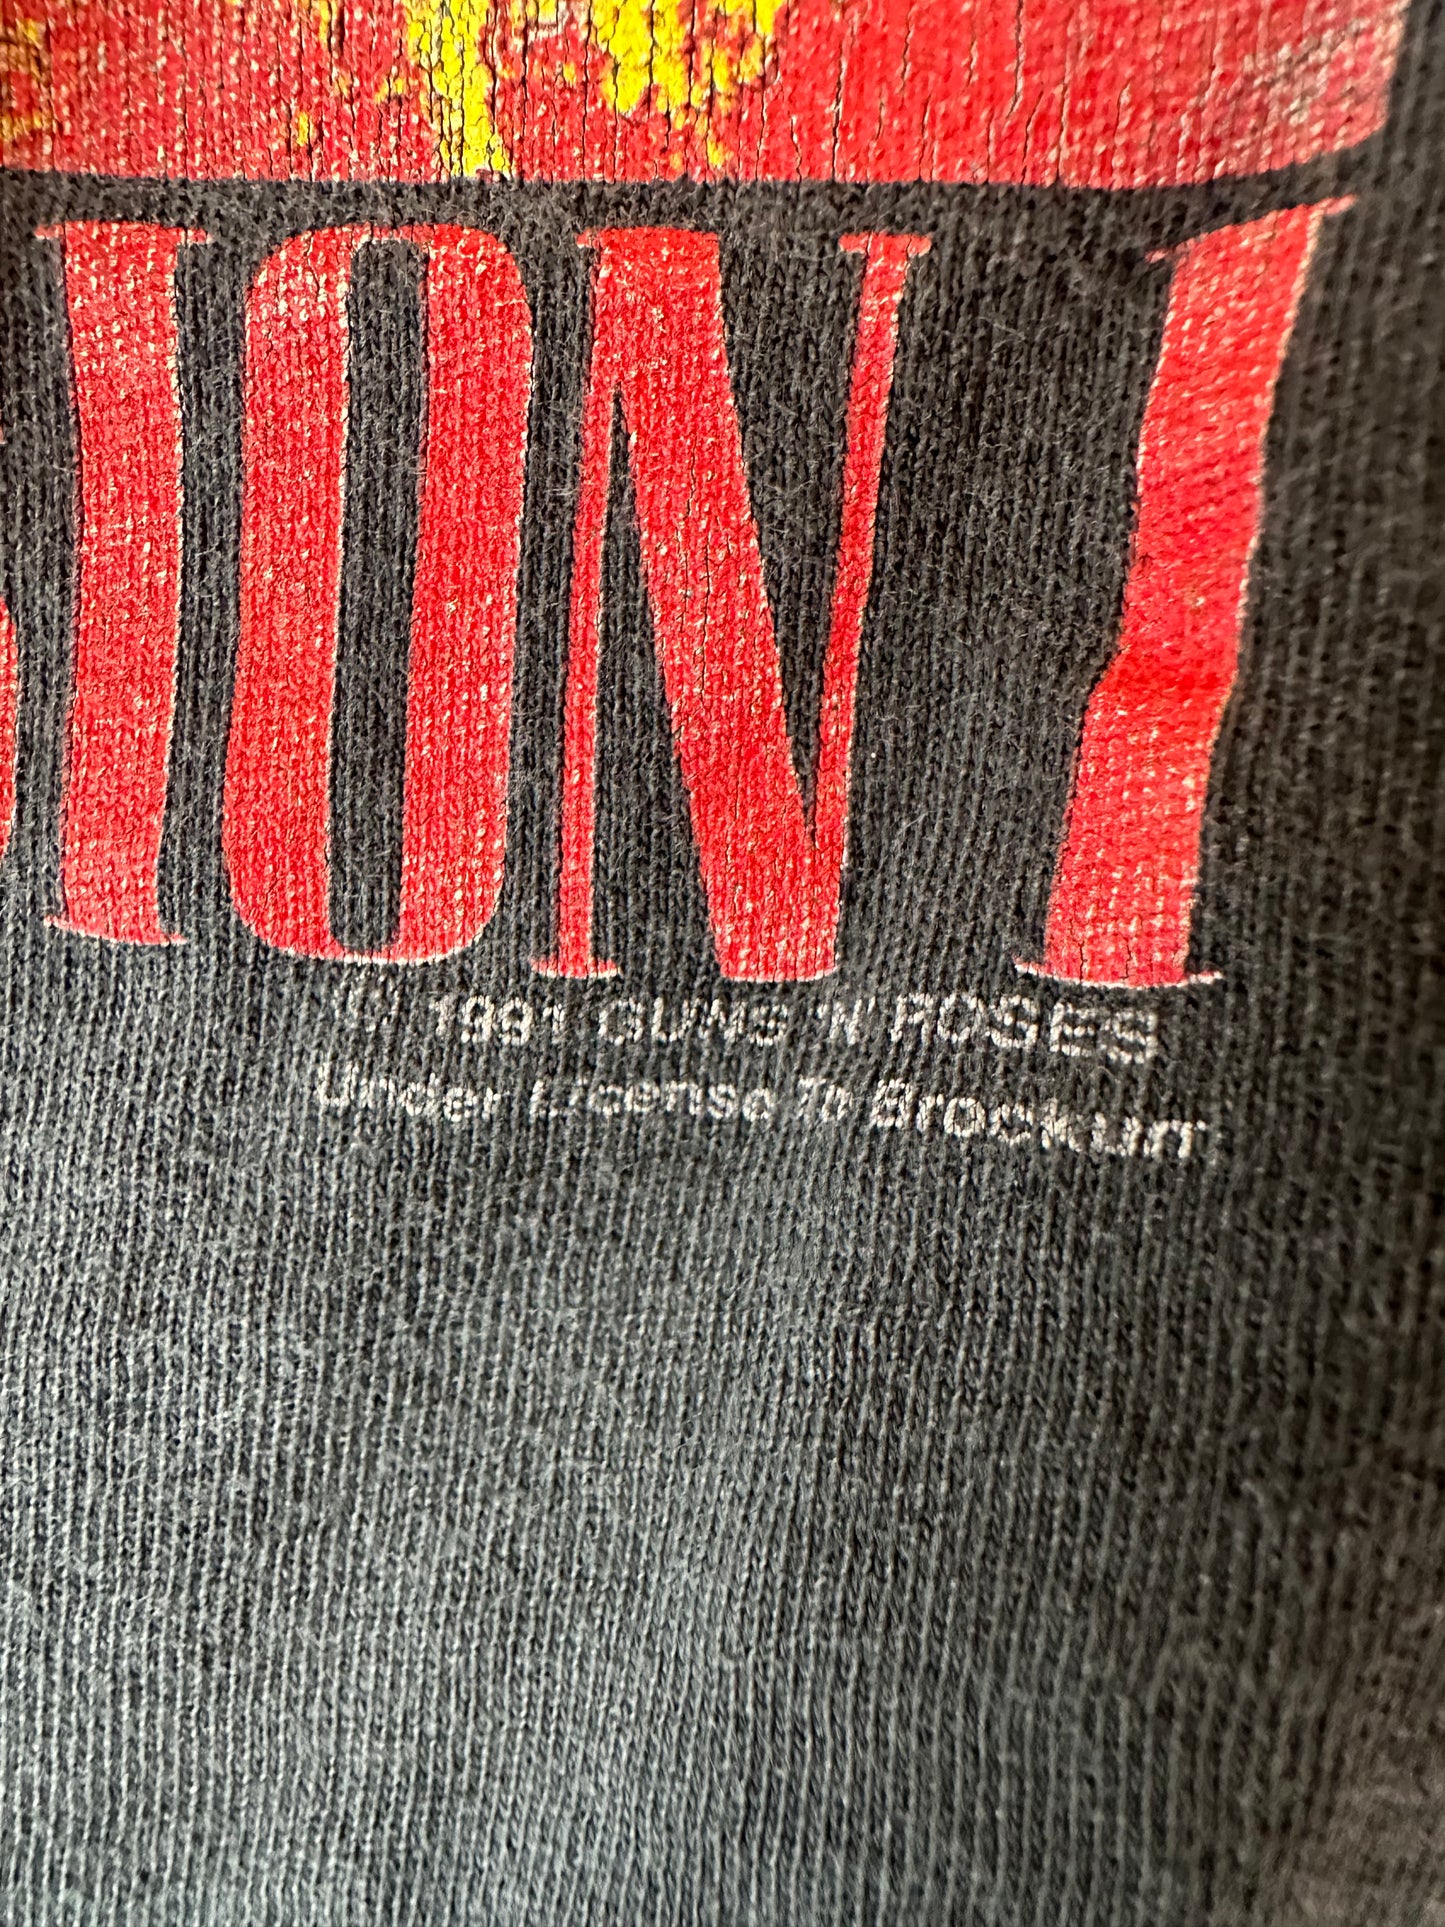 SION I
© 1991 GUNS 'N' ROSES
Under License To Brockum